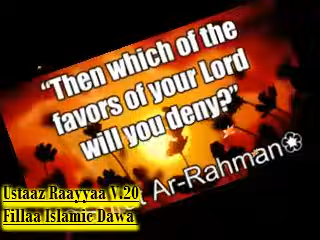 “Then which of the
favors of your Lord
will you deny?”
Ar-Rahman
Ustaaz Raayyaa V.20
Fillaa Islamic Dawa